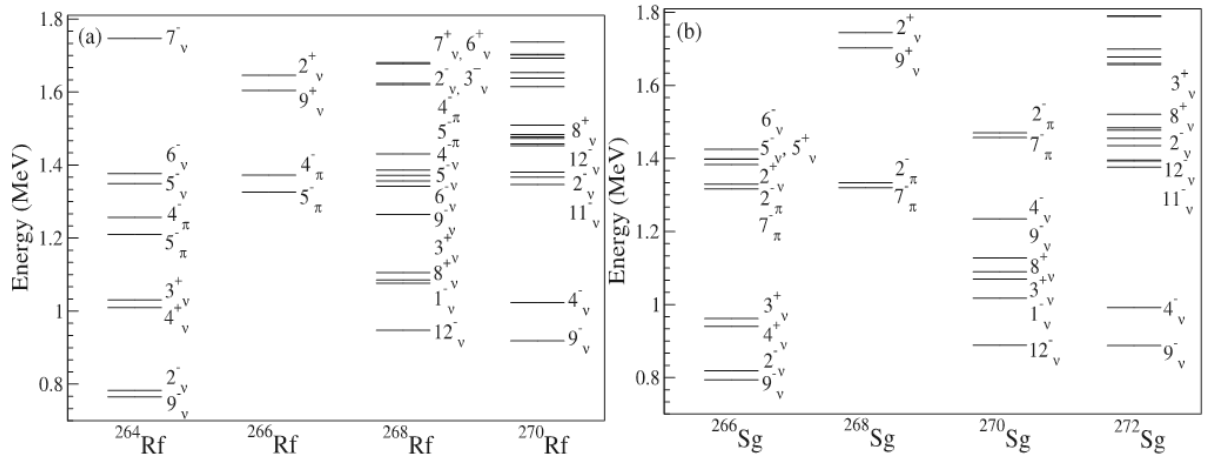 (a)
Energy (MeV)
1.8
1.6
1.4
1.2
1
0.8
7⁻ν
6⁻ν
5⁻ν
4⁻π
5⁻π
3⁺ν
4⁺ν
2⁻ν
9⁻ν
2⁺ν
9⁺ν
4⁻π
5⁻π
7⁺ν, 6⁺ν
2⁻ν, 3⁻ν
4⁻π
5⁻π
4⁻ν
5⁻ν
6⁻ν
9⁻ν
3⁺ν
8⁺ν
1⁻ν
12⁻ν
8⁺ν
12⁻ν
2⁻ν
11⁻ν
4⁻ν
9⁻ν
²⁶⁴Rf ²⁶⁶Rf ²⁶⁸Rf ²⁷⁰Rf
(b)
Energy (MeV)
1.8
1.6
1.4
1.2
1
0.8
6⁻ν
5⁻ν, 5⁺ν
2⁺ν
2⁻π
7⁻π
3⁺ν
4⁺ν
2⁻ν
9⁻ν
2⁺ν
9⁺ν
2⁻π
7⁻π
2⁻π
7⁻π
4⁻ν
9⁻ν
8⁺ν
3⁺ν
1⁻ν
12⁻ν
3⁺ν
8⁺ν
2⁻ν
12⁻ν
11⁻ν
4⁻ν
9⁻ν
²⁶⁶Sg ²⁶⁸Sg ²⁷⁰Sg ²⁷²Sg